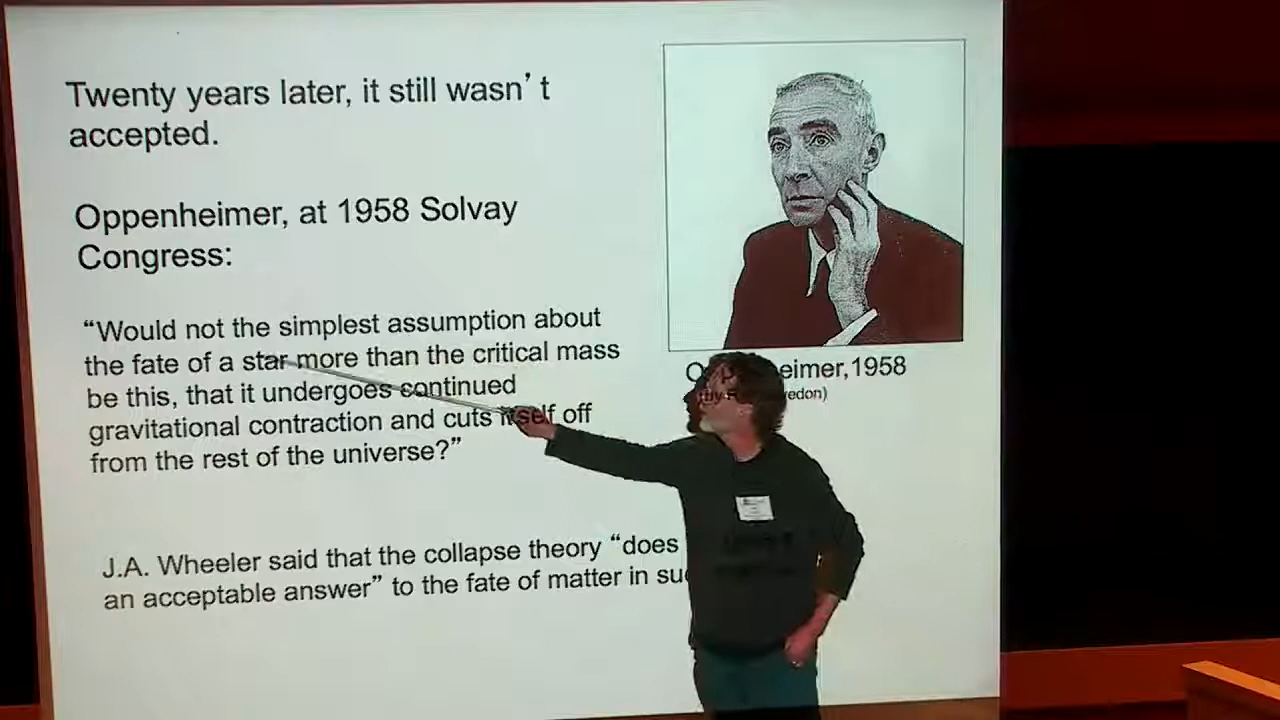 Twenty years later, it still wasn’t
accepted.
Oppenheimer, at 1958 Solvay
Congress:
“Would not the simplest assumption about
the fate of a star more than the critical mass
be this, that it undergoes continued
gravitational contraction and cuts itself off
from the rest of the universe?”
eimer, 1958
J.A. Wheeler said that the collapse theory “does
an acceptable answer” to the fate of matter in